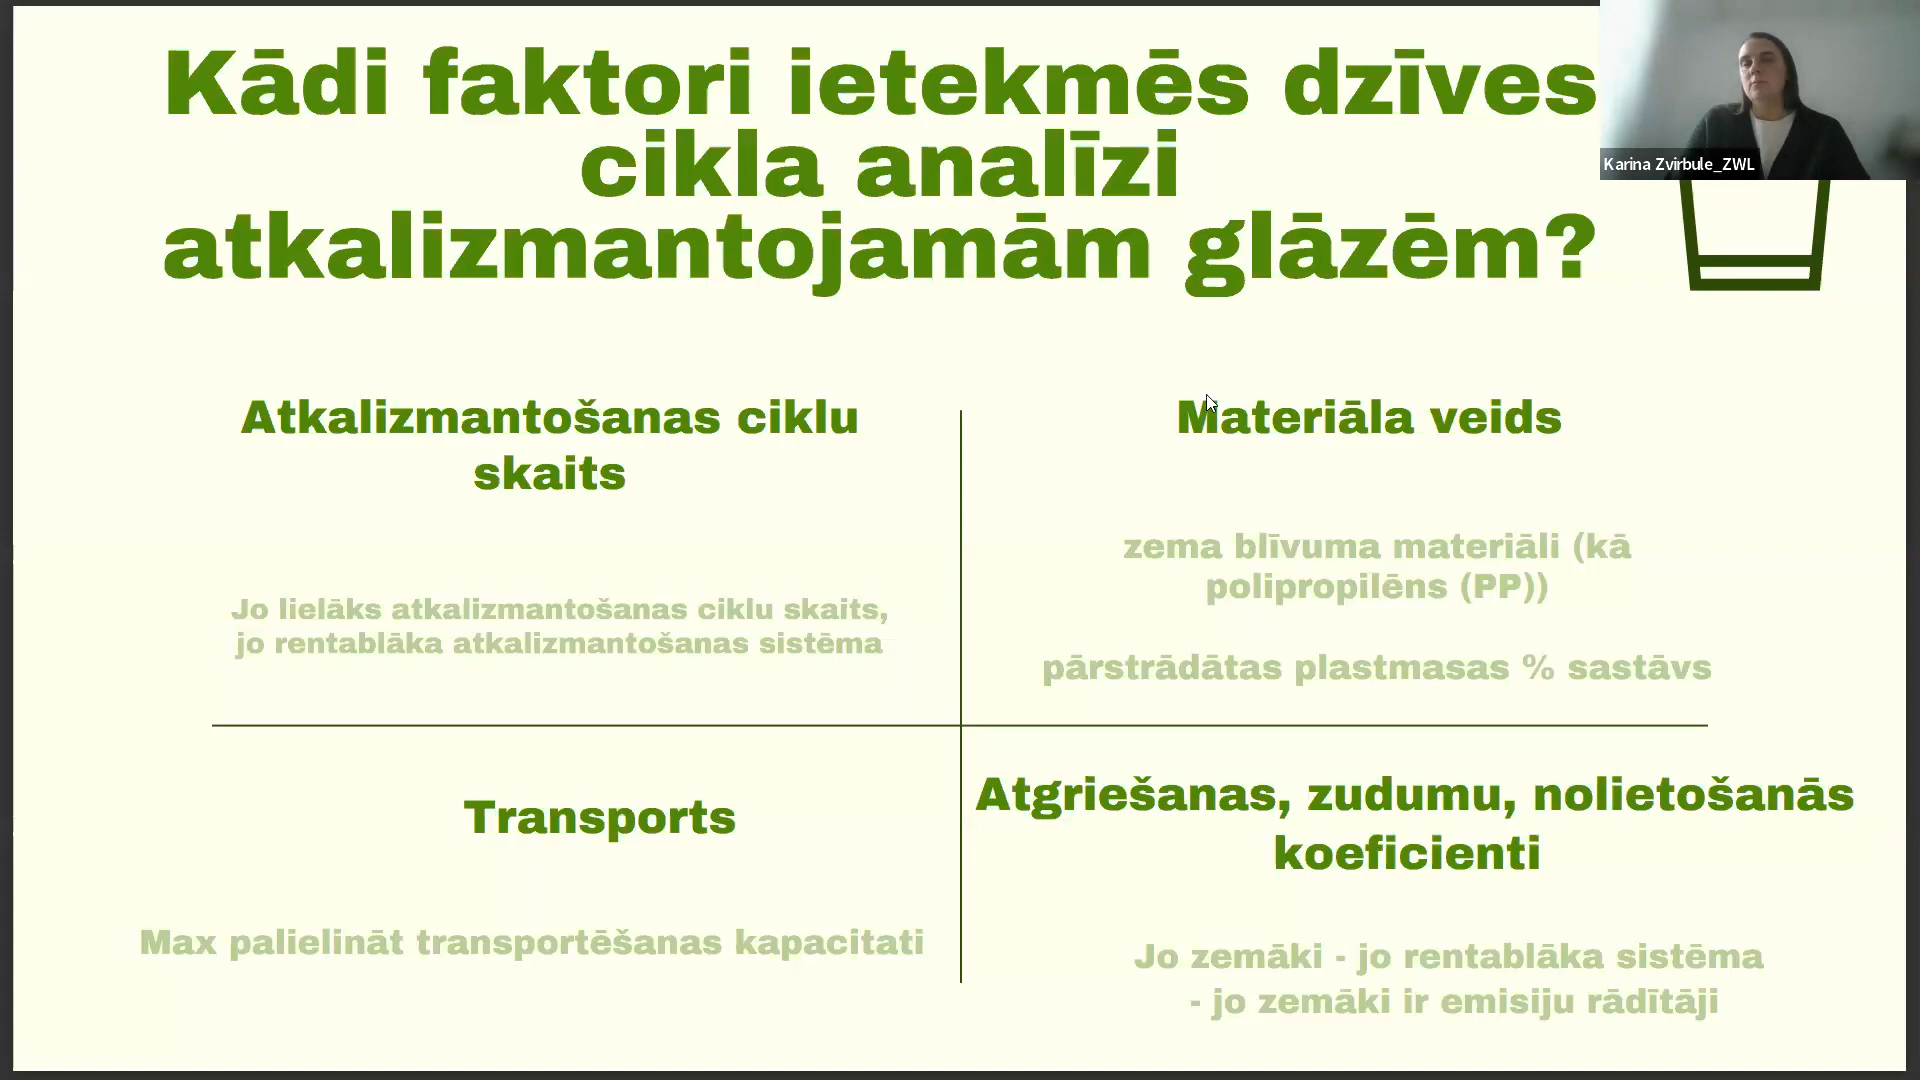 Kādi faktori ietekmēs dzīves
cikla analīzi
atkalizmantojamām glāzēm?
Karina Zvirbule_ZWL
Atkalizmantošanas ciklu
skaits
Jo lielāks atkalizmantošanas ciklu skaits,
jo rentablāka atkalizmantošanas sistēma
Materiāla veids
zema blīvuma materiāli (kā
polipropilēns (PP))
pārstrādātas plastmasas % sastāvs
Transports
Max palielināt transportēšanas kapacitati
Atgriešanas, zudumu, nolietošanās
koeficienti
Jo zemāki - jo rentablāka sistēma
- jo zemāki ir emisiju rādītāji